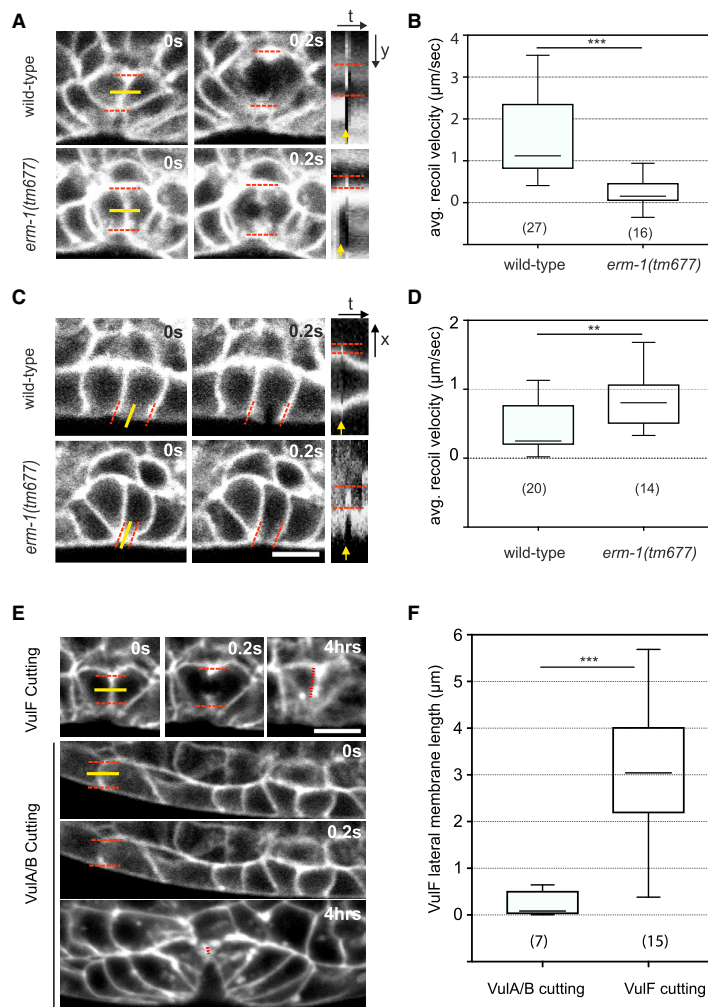 A
wild-type
0s
0.2s
t
y
erm-1(tm677)
0s
0.2s
B
avg. recoil velocity (µm/sec)
4
3
2
1
0
***
(27)
(16)
wild-type
erm-1(tm677)
C
wild-type
0s
0.2s
t
x
erm-1(tm677)
0s
0.2s
D
avg. recoil velocity (µm/sec)
2
1
0
**
(20)
(14)
wild-type
erm-1(tm677)
E
VulF Cutting
0s
0.2s
4hrs
VulA/B Cutting
0s
0.2s
4hrs
F
VulF lateral membrane length (µm)
6
5
4
3
2
1
0
***
(7)
(15)
VulA/B cutting
VulF cutting